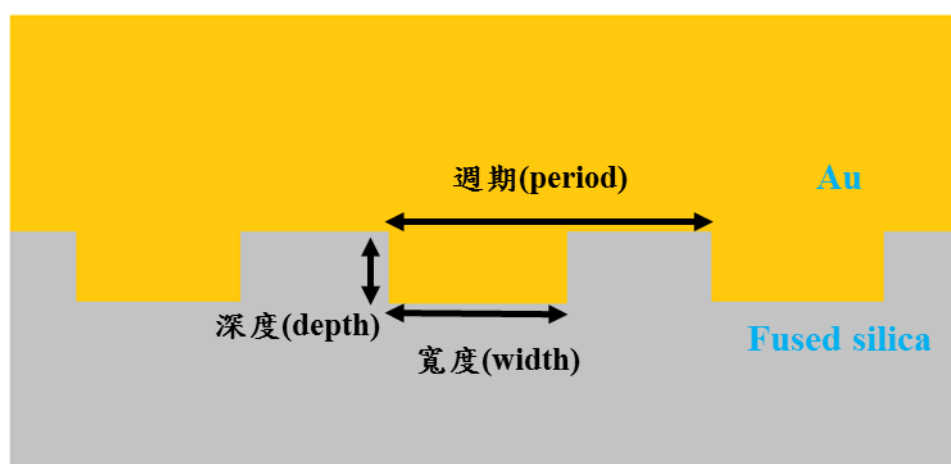 週期(period)
Au
深度(depth)
Fused silica
寬度(width)